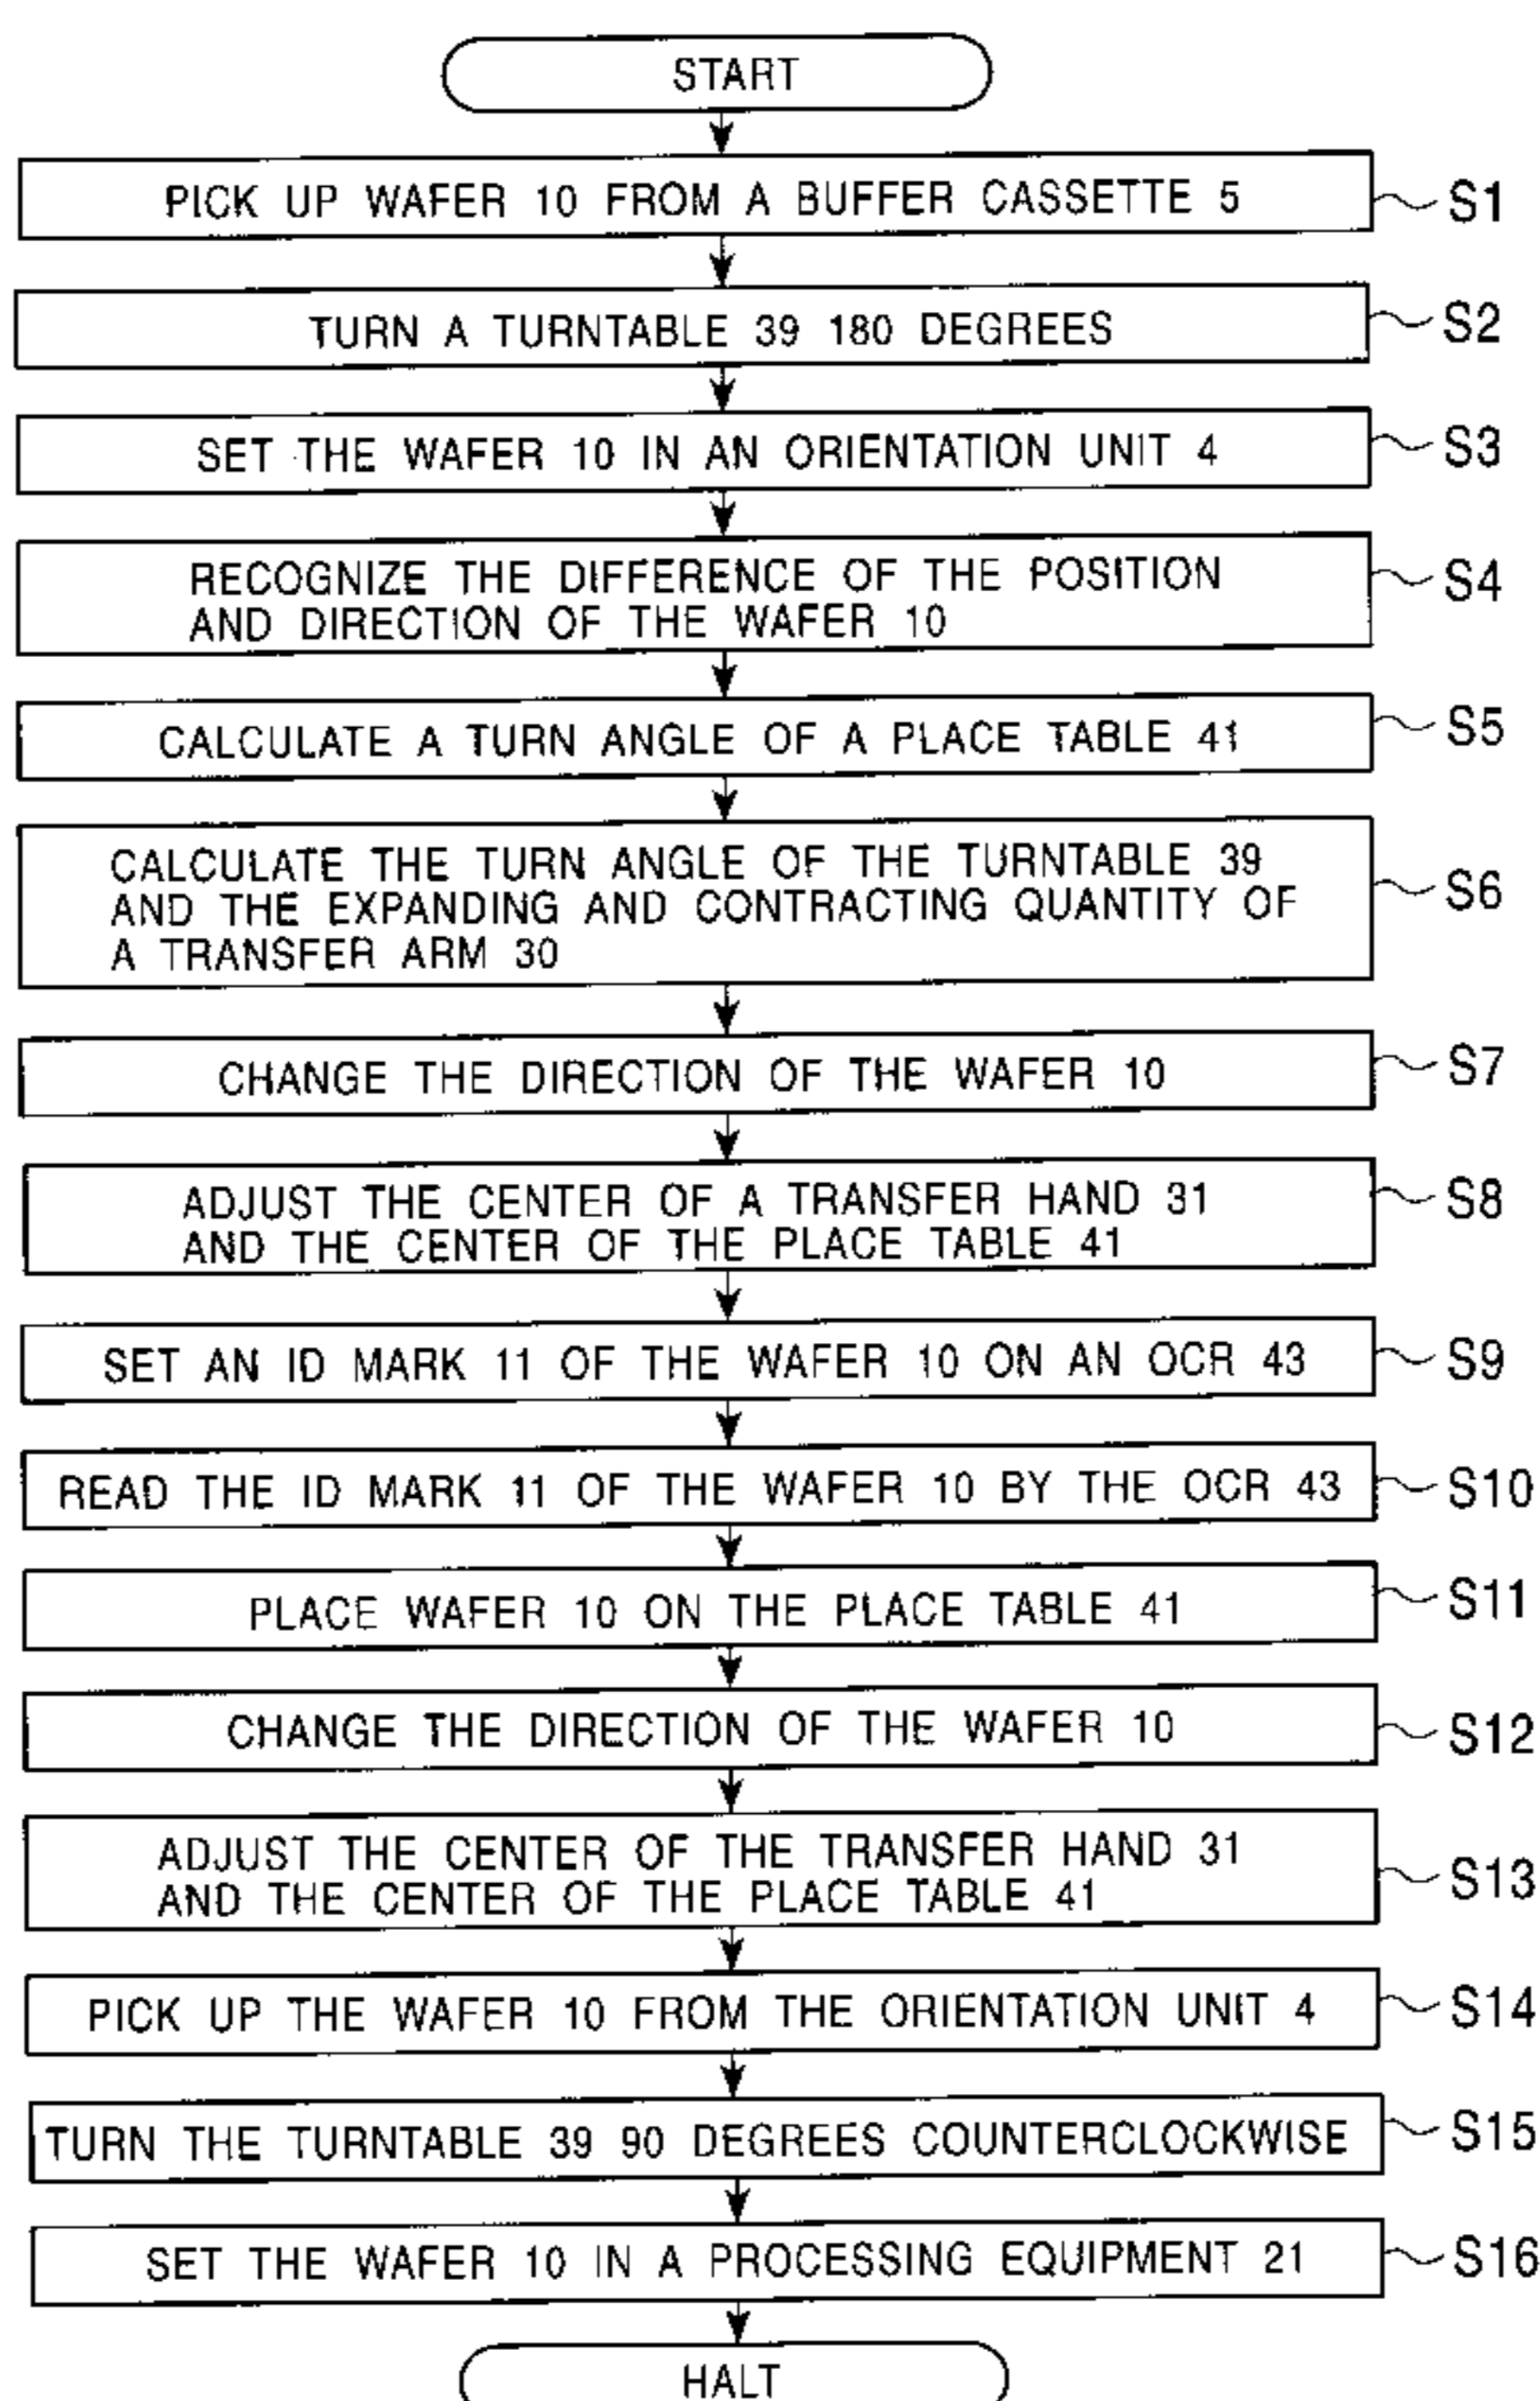 START
PICK UP WAFER 10 FROM A BUFFER CASSETTE 5
S1
TURN A TURNTABLE 39 180 DEGREES
S2
SET THE WAFER 10 IN AN ORIENTATION UNIT 4
S3
RECOGNIZE THE DIFFERENCE OF THE POSITION
AND DIRECTION OF THE WAFER 10
S4
CALCULATE A TURN ANGLE OF A PLACE TABLE 41
S5
CALCULATE THE TURN ANGLE OF THE TURNTABLE 39
AND THE EXPANDING AND CONTRACTING QUANTITY OF
A TRANSFER ARM 30
S6
CHANGE THE DIRECTION OF THE WAFER 10
S7
ADJUST THE CENTER OF A TRANSFER HAND 31
AND THE CENTER OF THE PLACE TABLE 41
S8
SET AN ID MARK 11 OF THE WAFER 10 ON AN OCR 43
S9
READ THE ID MARK 11 OF THE WAFER 10 BY THE OCR 43
S10
PLACE WAFER 10 ON THE PLACE TABLE 41
S11
CHANGE THE DIRECTION OF THE WAFER 10
S12
ADJUST THE CENTER OF THE TRANSFER HAND 31
AND THE CENTER OF THE PLACE TABLE 41
S13
PICK UP THE WAFER 10 FROM THE ORIENTATION UNIT 4
S14
TURN THE TURNTABLE 39 90 DEGREES COUNTERCLOCKWISE
S15
SET THE WAFER 10 IN A PROCESSING EQUIPMENT 21
S16
HALT